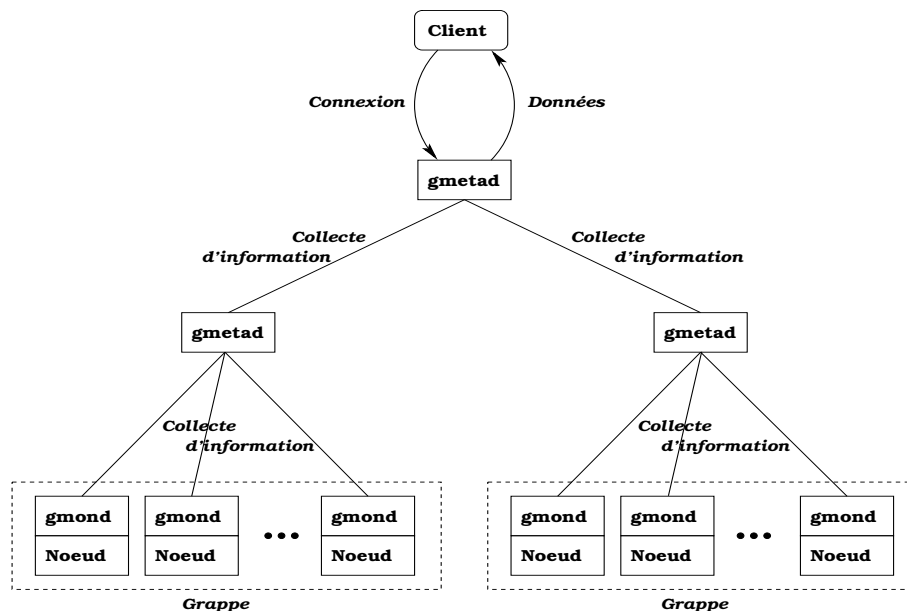 Client
Connexion
Données
gmetad
Collecte
d'information
Collecte
d'information
gmetad
gmetad
Collecte
d'information
Collecte
d'information
gmond
gmond
gmond
gmond
gmond
gmond
Noeud
Noeud
Noeud
Noeud
Noeud
Noeud
Grappe
Grappe